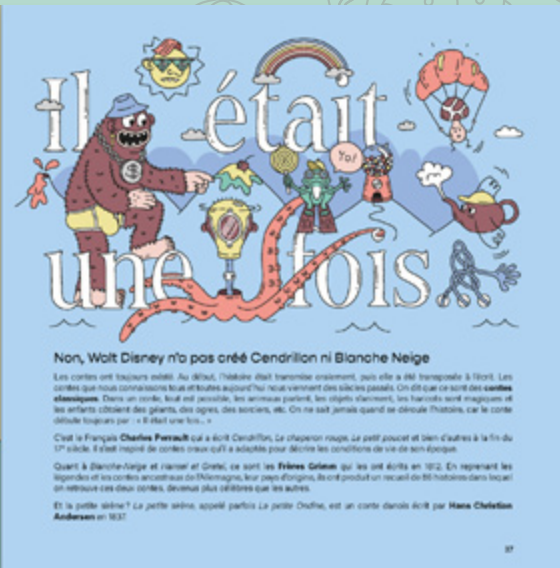 Il était
Yo!
une fois
Non, Walt Disney n'a pas créé Cendrillon ni Blanche Neige
Les contes ont toujours existé. Au début, l'histoire était transmise oralement, puis elle a été transposée à l'écrit. Les
contes que nous connaissons tous et toutes aujourd'hui nous viennent des siècles passés. On dit que ce sont des contes
classiques. Dans un conte, tout est possible, les animaux parlent, les objets s'animent, les haricots sont magiques et
les enfants côtoient des géants, des ogres, des sorciers, etc. On ne sait jamais quand se déroule l'histoire, car le conte
débute toujours par : « Il était une fois... »
C'est le Français Charles Perrault qui a écrit Cendrillon, Le chaperon rouge, Le petit poucet et bien d'autres à la fin du
17e siècle. Il s'est inspiré de contes oraux qu'il a adaptés pour décrire les conditions de vie de son époque.
Quant à Blanche-Neige et Hansel et Gretel, ce sont les Frères Grimm qui les ont écrits en 1812. En reprenant les
légendes et les contes ancestraux de l'Allemagne, leur pays d'origine, ils ont produit un recueil de 86 histoires dans lequel
on retrouve ces deux contes, devenus plus célèbres que les autres.
Et la petite sirène? La petite sirène, appelé parfois La petite Ondine, est un conte danois écrit par Hans Christian
Andersen en 1837.
37